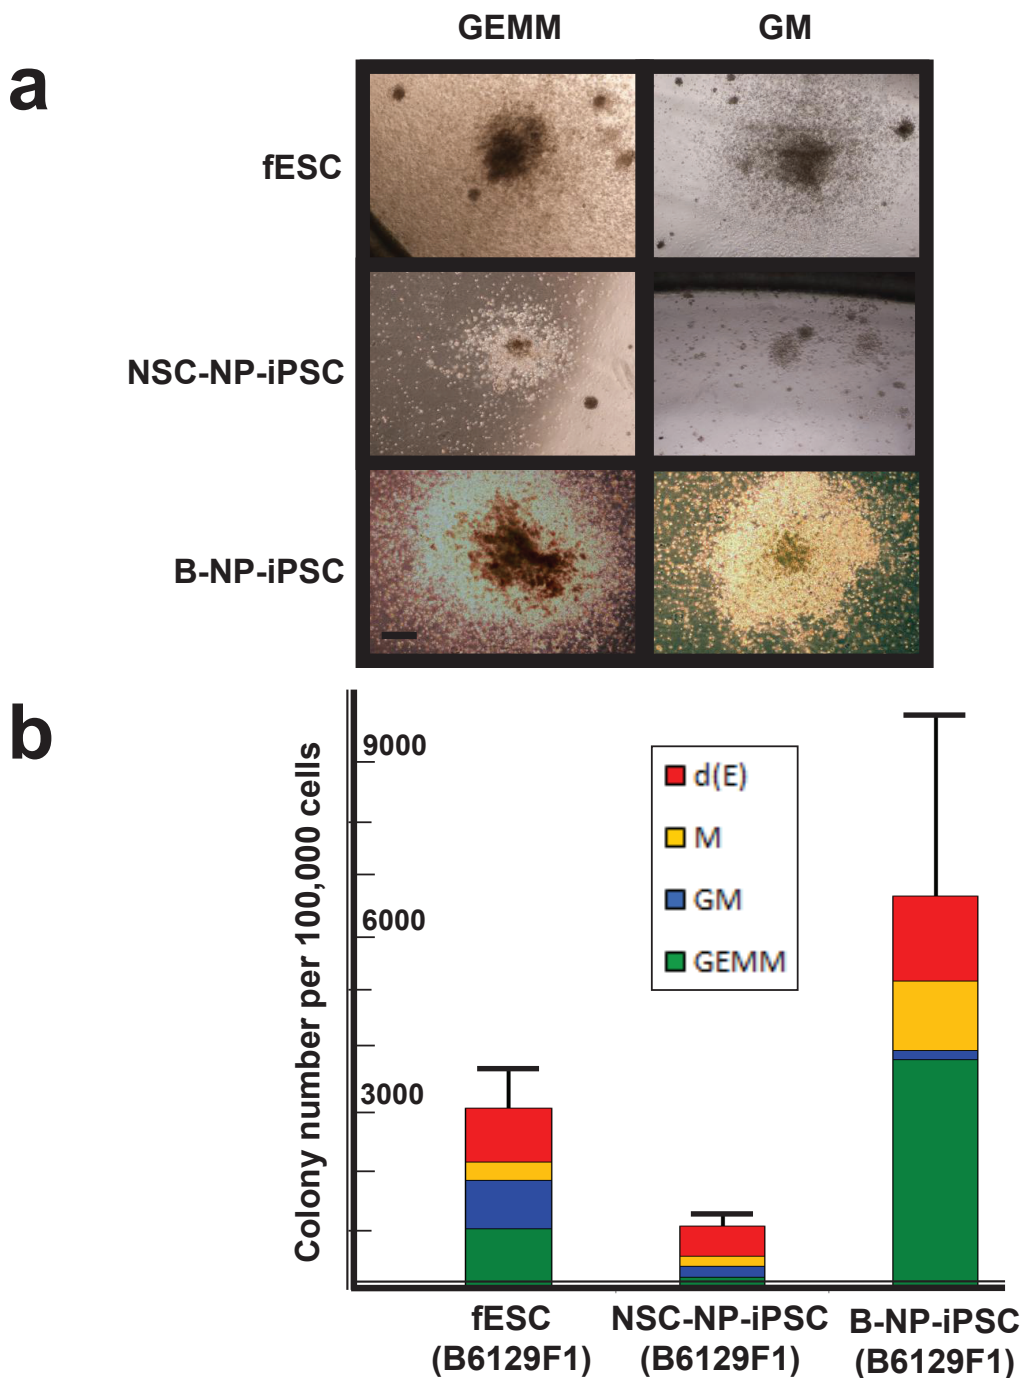 GEMM GM
a
fESC
NSC-NP-iPSC
B-NP-iPSC
b
Colony number per 100,000 cells
9000
6000
3000
d(E)
M
GM
GEMM
fESC NSC-NP-iPSC B-NP-iPSC
(B6129F1) (B6129F1) (B6129F1)